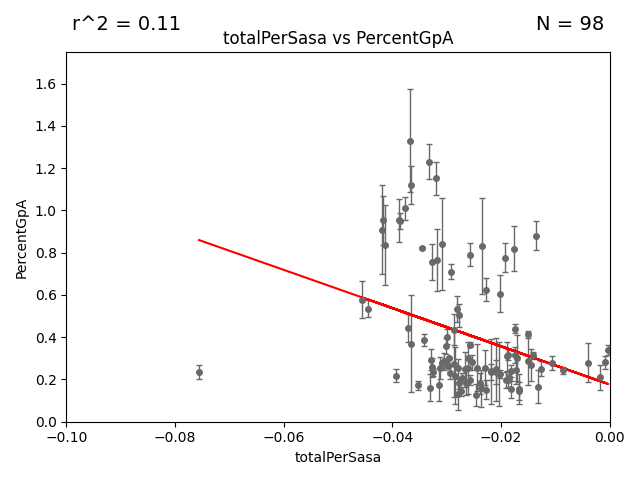 r^2 = 0.11 N = 98
totalPerSasa vs PercentGpA
1.6
1.4
1.2
1.0
0.8
0.6
0.4
0.2
0.0
PercentGpA
−0.10 −0.08 −0.06 −0.04 −0.02 0.00
totalPerSasa